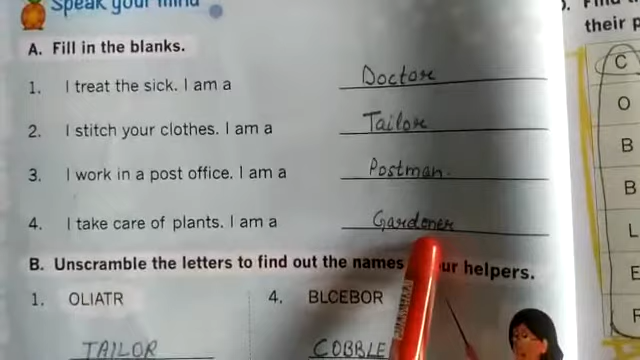 Speak your mind
A. Fill in the blanks.
1. I treat the sick. I am a Doctor
2. I stitch your clothes. I am a Tailor
3. I work in a post office. I am a Postman.
4. I take care of plants. I am a Gardener
B. Unscramble the letters to find out the names our helpers.
1. OLIATR
4. BLCEBOR
TAILOR
COBBLE
their p
C
O
B
B
L
E